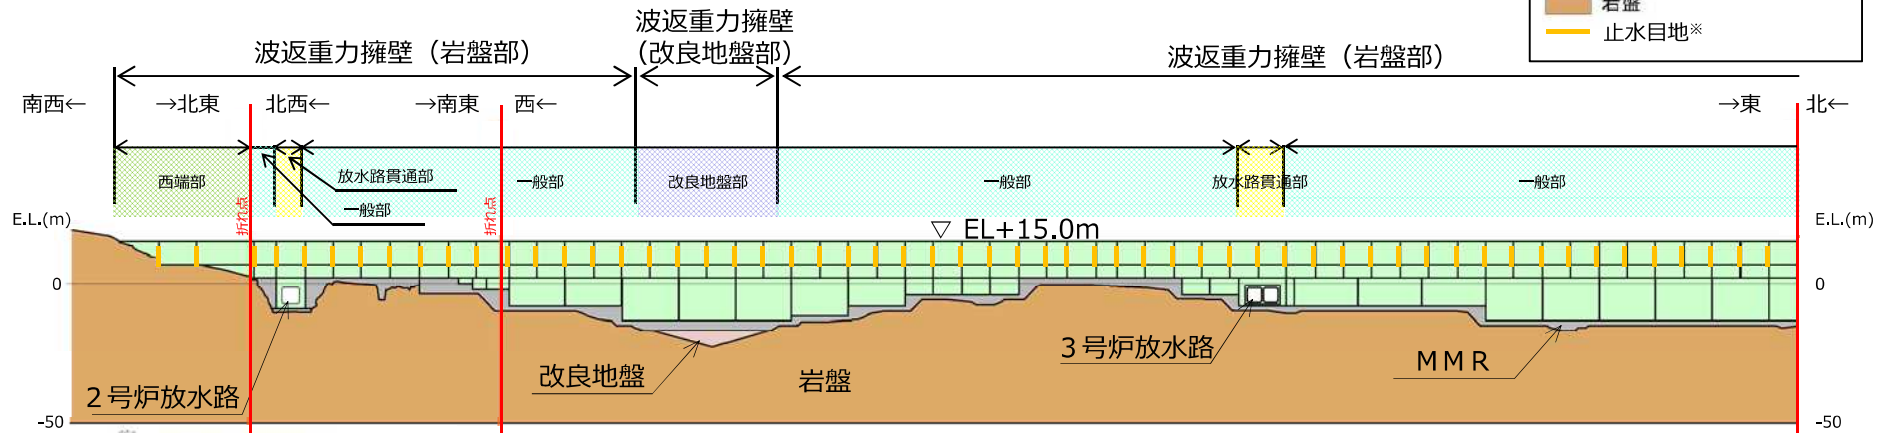 岩盤
止水目地※
波返重力擁壁（岩盤部）
波返重力擁壁
（改良地盤部）
波返重力擁壁（岩盤部）
南西←
→北東
北西←
→南東
西←
→東
北←
西端部
放水路貫通部
一般部
一般部
改良地盤部
一般部
放水路貫通部
一般部
折れ点
折れ点
E.L.(m)
▽ EL+15.0m
E.L.(m)
0
0
２号炉放水路
改良地盤
岩盤
３号炉放水路
ＭＭＲ
-50
-50